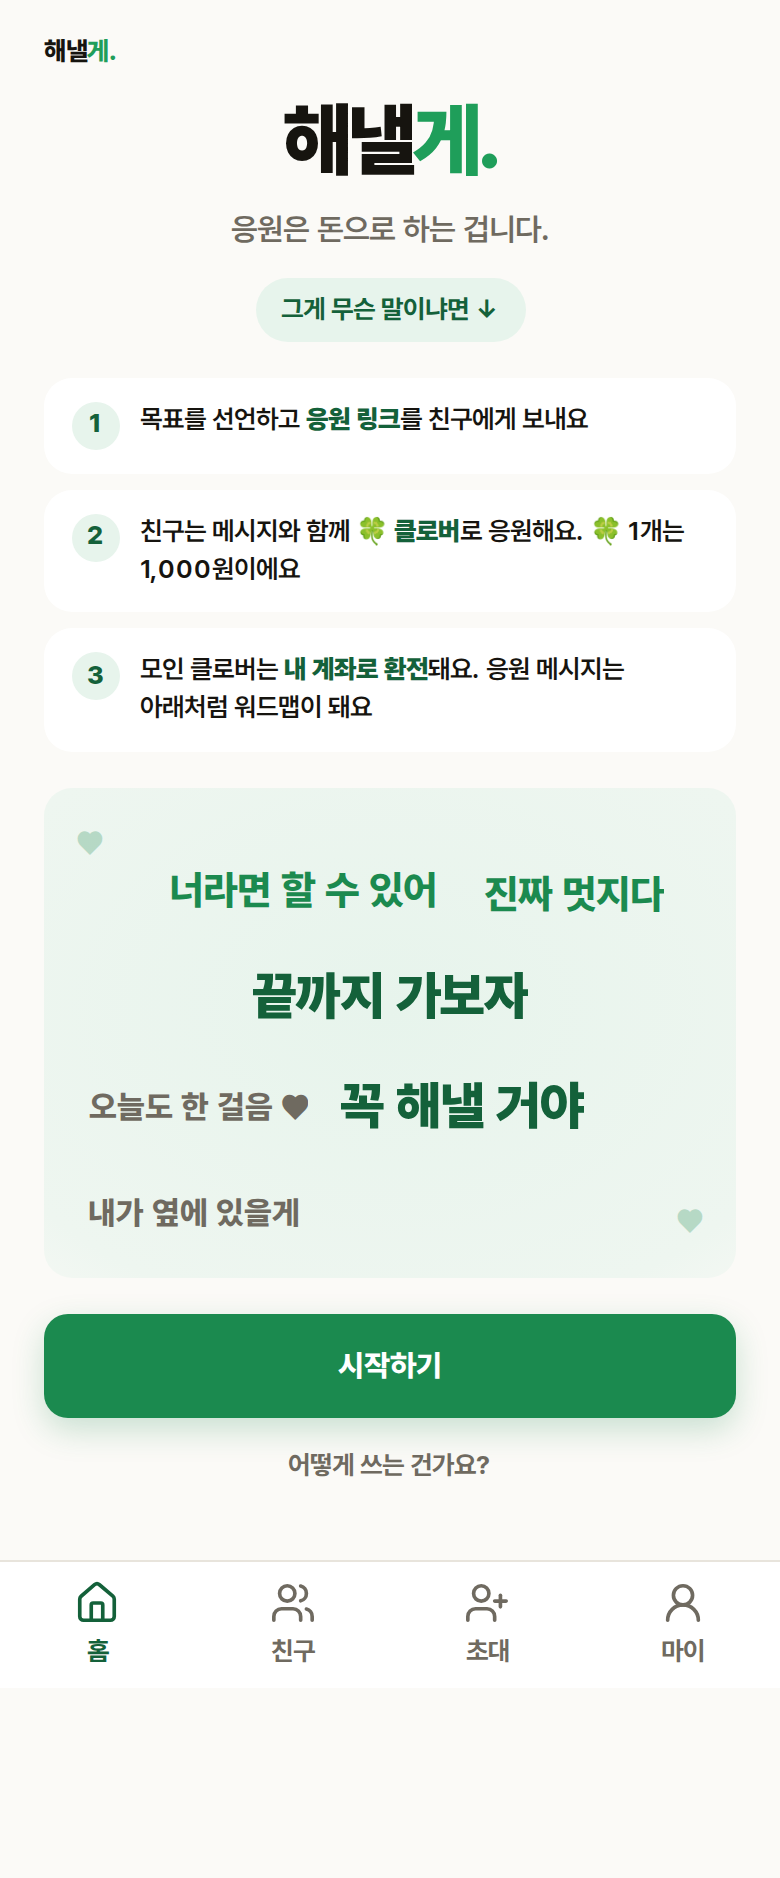 해낼게.
해낼게.
응원은 돈으로 하는 겁니다.
그게 무슨 말이냐면 ↓
1 목표를 선언하고 응원 링크를 친구에게 보내요
2 친구는 메시지와 함께 🍀 클로버로 응원해요. 🍀 1개는
1,000원이에요
3 모인 클로버는 내 계좌로 환전돼요. 응원 메시지는
아래처럼 워드맵이 돼요
너라면 할 수 있어 진짜 멋지다
끝까지 가보자
오늘도 한 걸음 ♥ 꼭 해낼 거야
내가 옆에 있을게
시작하기
어떻게 쓰는 건가요?
홈 친구 초대 마이